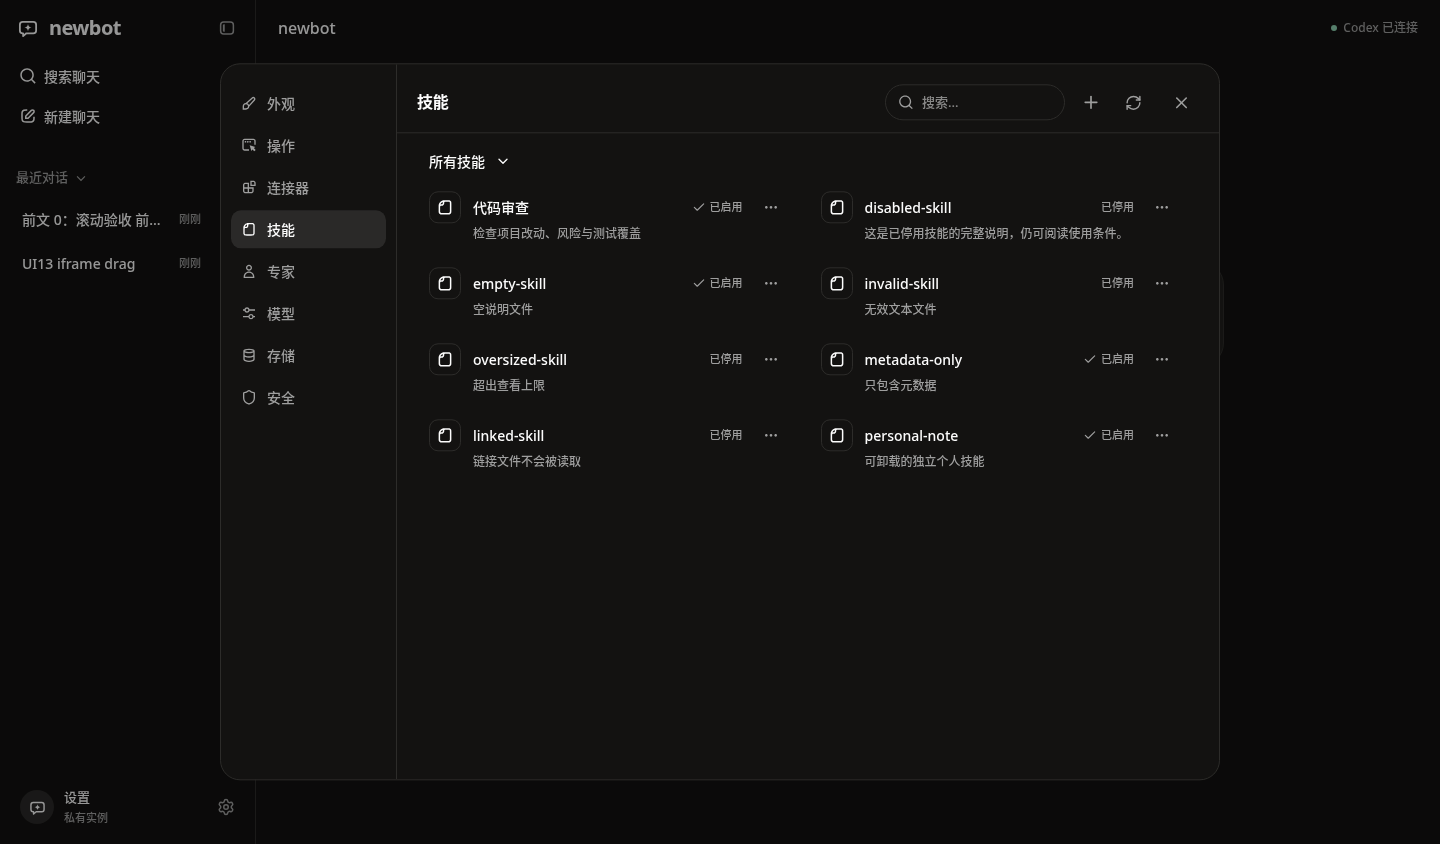 newbot
newbot
Codex 已连接
搜索聊天
新建聊天
最近对话
前文 0：滚动验收 前... 刚刚
UI13 iframe drag 刚刚
设置
私有实例
外观
操作
连接器
技能
专家
模型
存储
安全
技能
搜索...
所有技能
代码审查 已启用
检查项目改动、风险与测试覆盖
disabled-skill 已停用
这是已停用技能的完整说明，仍可阅读使用条件。
empty-skill 已启用
空说明文件
invalid-skill 已停用
无效文本文件
oversized-skill 已停用
超出查看上限
metadata-only 已启用
只包含元数据
linked-skill 已停用
链接文件不会被读取
personal-note 已启用
可卸载的独立个人技能